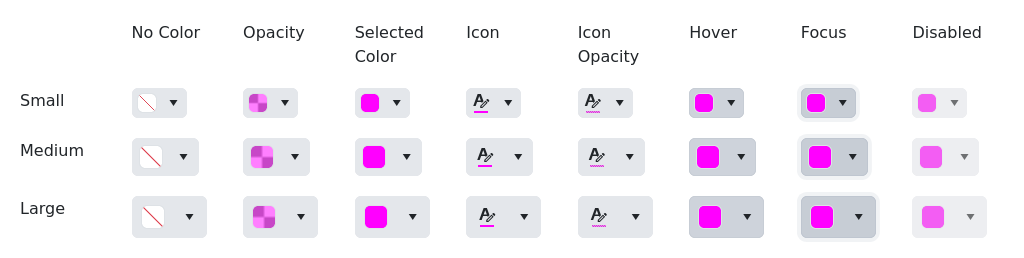 No Color
Opacity
Selected
Color
Icon
Icon
Opacity
Hover
Focus
Disabled
Small
A
A
Medium
A
A
Large
A
A